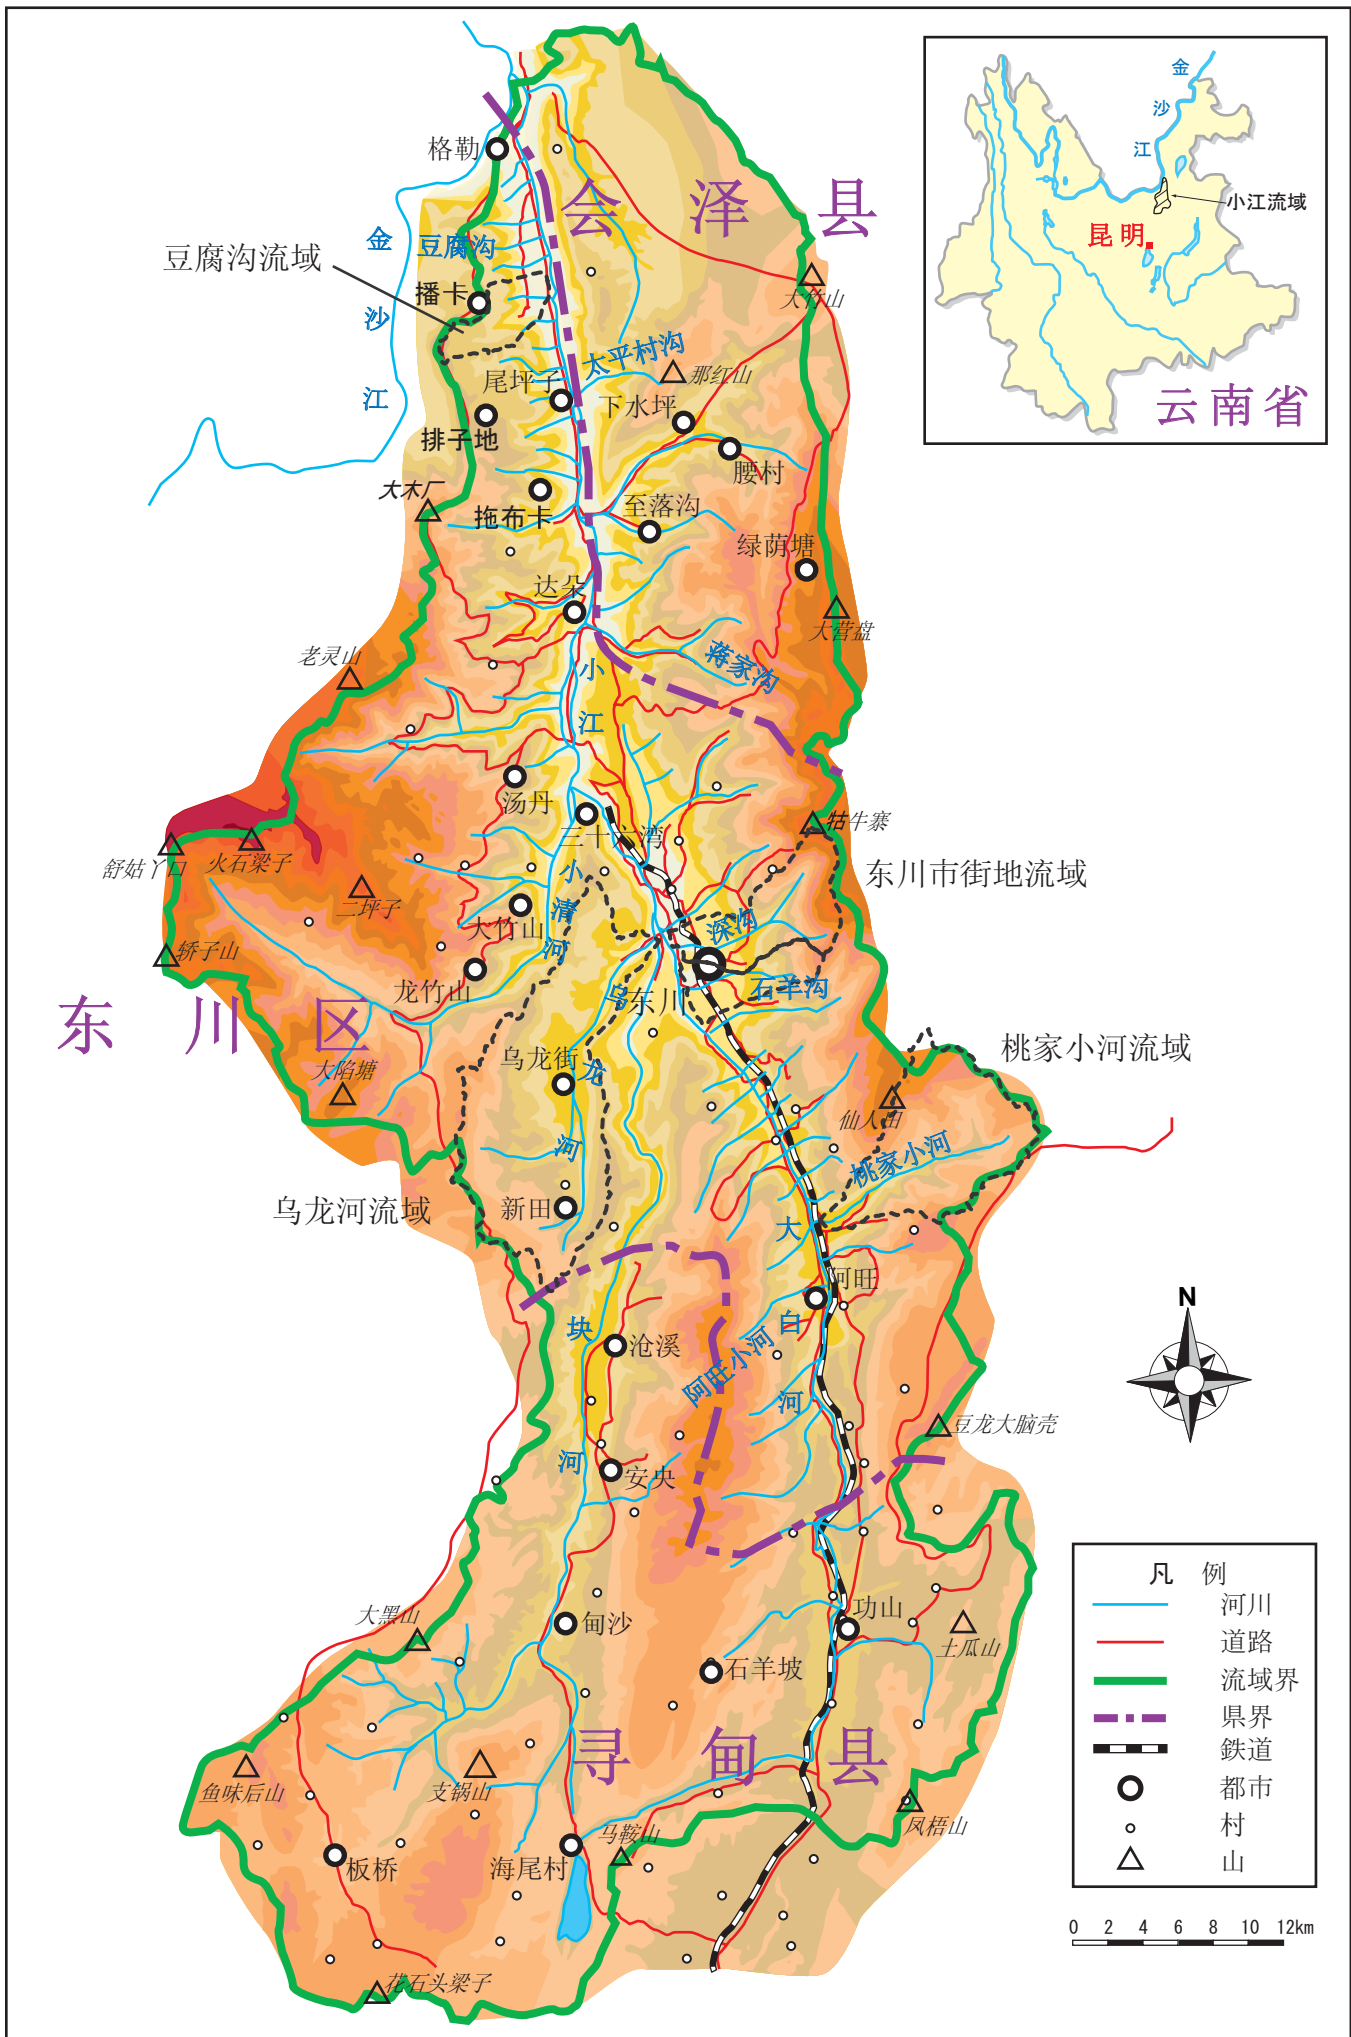 金
沙
江
小江流域
昆明
云南省
格勒
会泽县
金
沙
江
豆腐沟
豆腐沟流域
播卡
大竹山
太平村沟
那红山
尾坪子
下水坪
排子地
腰村
大木厂
拖布卡
至落沟
绿荫塘
达朵
大营盘
老灵山
蒋家沟
小
江
汤丹
三十六湾
牯牛寨
舒姑丫口
火石梁子
二坪子
小
清
河
东川市街地流域
大竹山
深沟
轿子山
龙竹山
石羊沟
东川区
乌
龙
河
东川
乌龙街
桃家小河流域
大陷塘
仙人田
桃家小河
乌龙河流域
新田
大
白
河
阿旺
块
河
沧溪
阿旺小河
豆龙大脑壳
安央
N
大黑山
甸沙
功山
土瓜山
石羊坡
寻甸县
鱼味后山
支锅山
马鞍山
凤梧山
板桥
海尾村
花石头梁子
凡 例
河川
道路
流域界
県界
鉄道
都市
村
山
0 2 4 6 8 10 12km